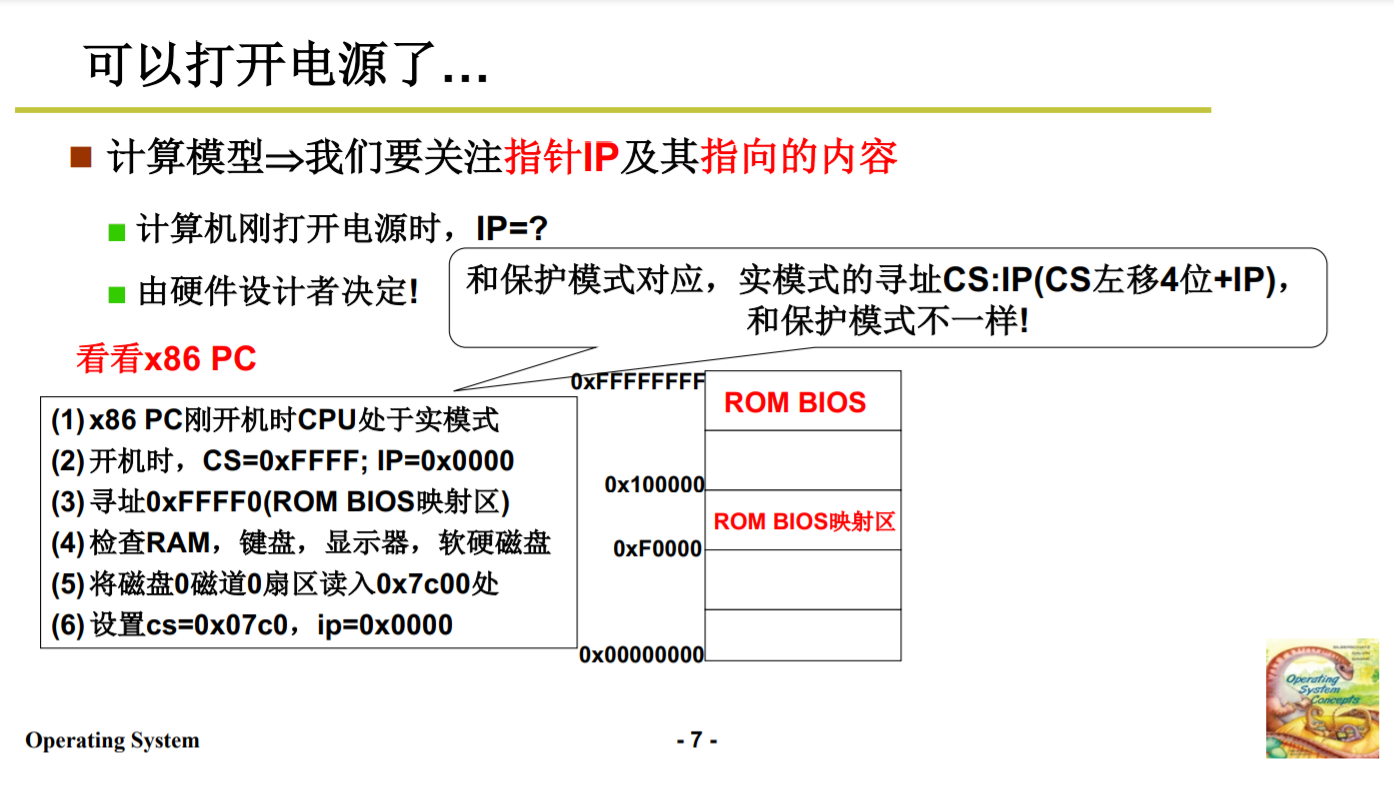 可以打开电源了…
计算模型⇒我们要关注指针IP及其指向的内容
计算机刚打开电源时，IP=?
由硬件设计者决定!
和保护模式对应，实模式的寻址CS:IP(CS左移4位+IP)，
和保护模式不一样!
看看x86 PC
(1) x86 PC刚开机时CPU处于实模式
(2) 开机时，CS=0xFFFF; IP=0x0000
(3) 寻址0xFFFF0(ROM BIOS映射区)
(4) 检查RAM，键盘，显示器，软硬磁盘
(5) 将磁盘0磁道0扇区读入0x7c00处
(6) 设置cs=0x07c0，ip=0x0000
0xFFFFFFFF
ROM BIOS
0x100000
ROM BIOS映射区
0xF0000
0x00000000
Operating
System
Concepts
Operating System
- 7 -